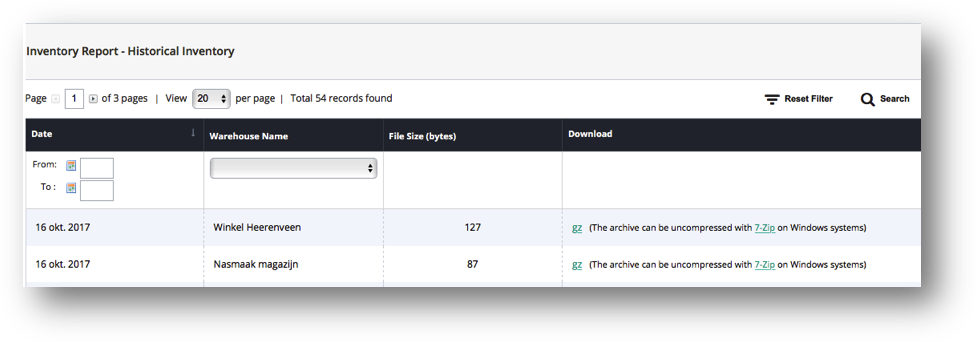 Inventory Report - Historical Inventory
Page 1 of 3 pages | View 20 per page | Total 54 records found Reset Filter Search
Date ↓ Warehouse Name File Size (bytes) Download
From:
To :
16 okt. 2017 Winkel Heerenveen 127 gz (The archive can be uncompressed with 7-Zip on Windows systems)
16 okt. 2017 Nasmaak magazijn 87 gz (The archive can be uncompressed with 7-Zip on Windows systems)